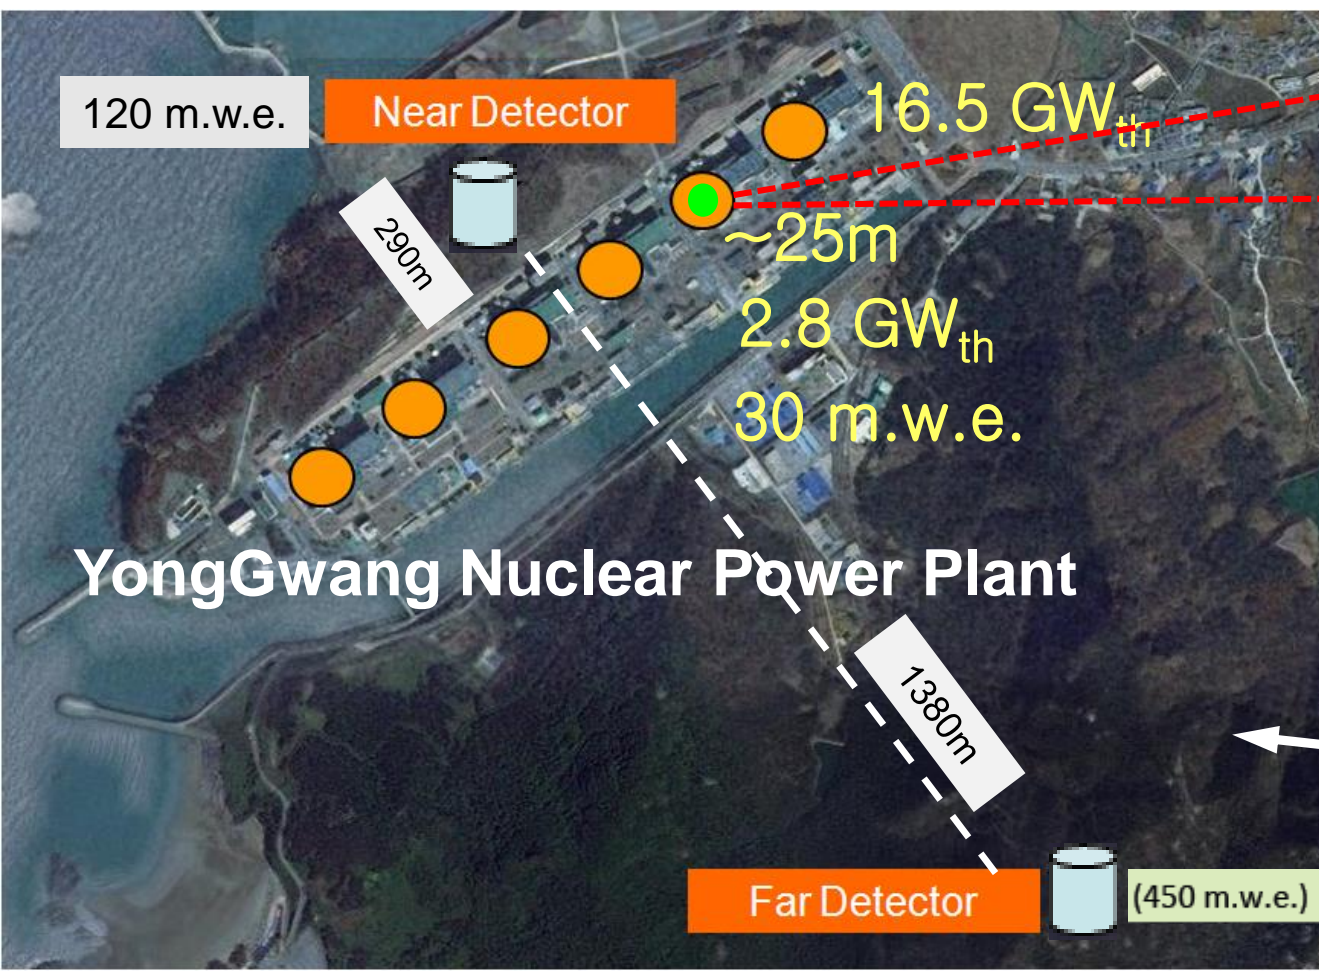 120 m.w.e.
Near Detector
16.5 GWth
290m
~25m
2.8 GWth
30 m.w.e.
YongGwang Nuclear Power Plant
1380m
Far Detector
(450 m.w.e.)